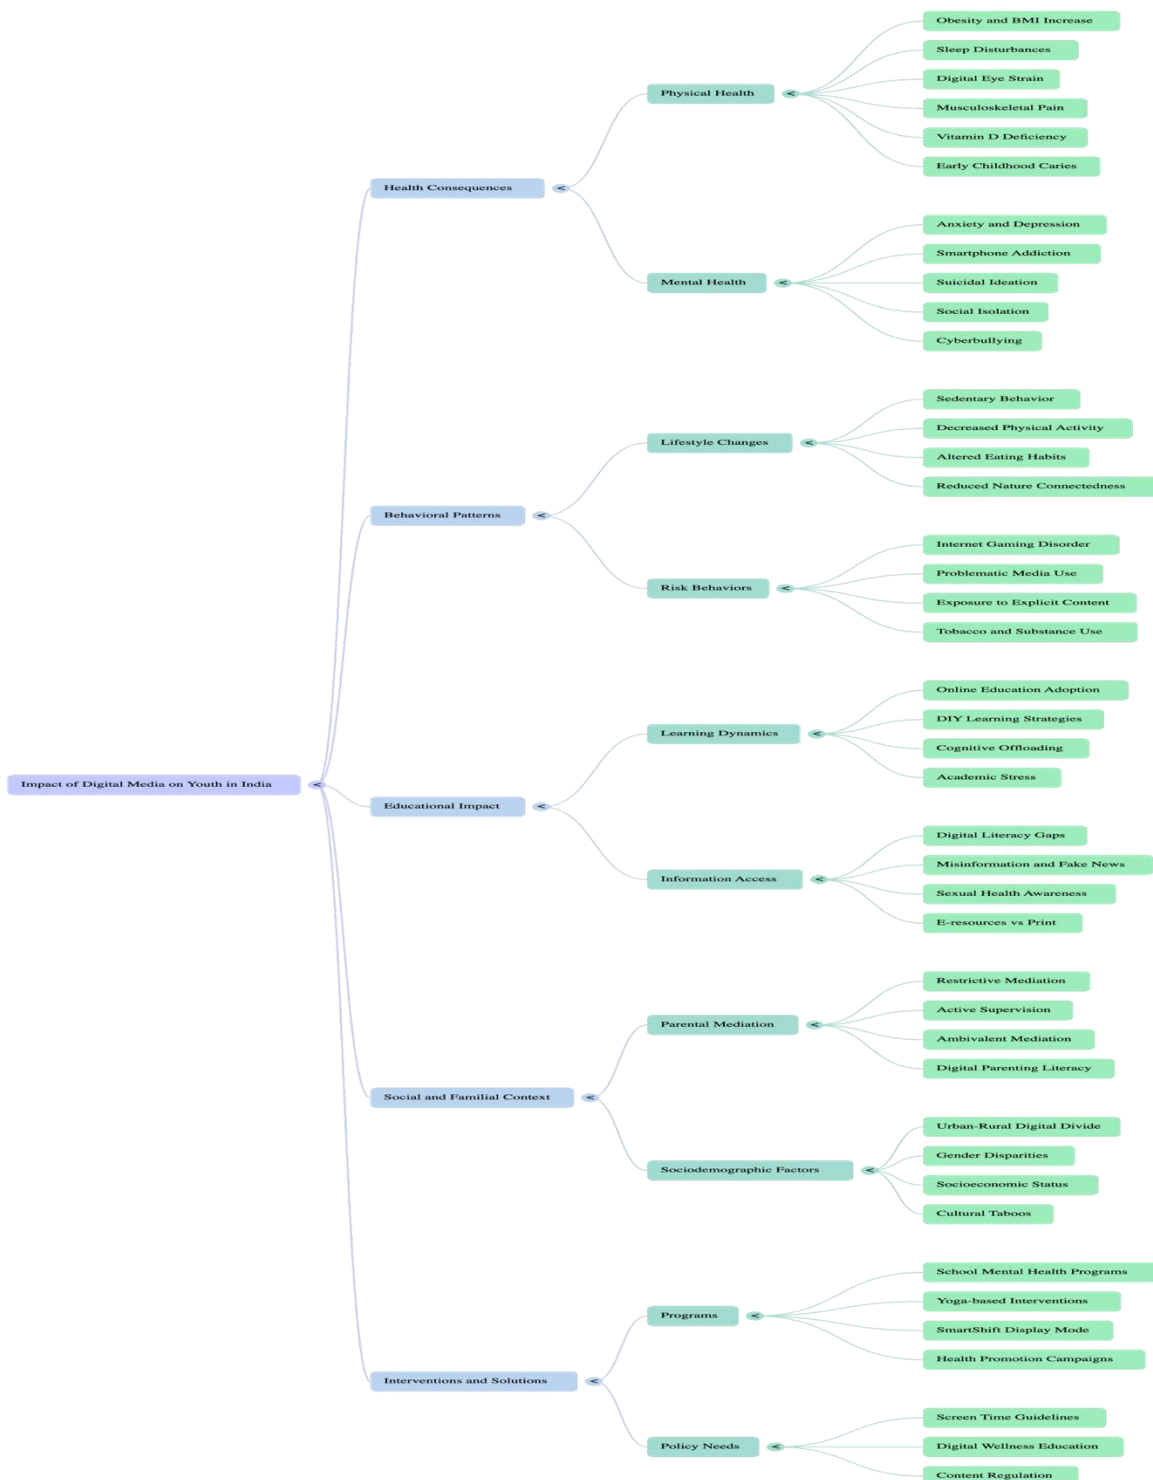 Impact of Digital Media on Youth in India
Health Consequences
Physical Health
Obesity and BMI Increase
Sleep Disturbances
Digital Eye Strain
Musculoskeletal Pain
Vitamin D Deficiency
Early Childhood Caries
Mental Health
Anxiety and Depression
Smartphone Addiction
Suicidal Ideation
Social Isolation
Cyberbullying
Behavioral Patterns
Lifestyle Changes
Sedentary Behavior
Decreased Physical Activity
Altered Eating Habits
Reduced Nature Connectedness
Risk Behaviors
Internet Gaming Disorder
Problematic Media Use
Exposure to Explicit Content
Tobacco and Substance Use
Educational Impact
Learning Dynamics
Online Education Adoption
DIY Learning Strategies
Cognitive Offloading
Academic Stress
Information Access
Digital Literacy Gaps
Misinformation and Fake News
Sexual Health Awareness
E-resources vs Print
Social and Familial Context
Parental Mediation
Restrictive Mediation
Active Supervision
Ambivalent Mediation
Digital Parenting Literacy
Sociodemographic Factors
Urban-Rural Digital Divide
Gender Disparities
Socioeconomic Status
Cultural Taboos
Interventions and Solutions
Programs
School Mental Health Programs
Yoga-based Interventions
SmartShift Display Mode
Health Promotion Campaigns
Policy Needs
Screen Time Guidelines
Digital Wellness Education
Content Regulation